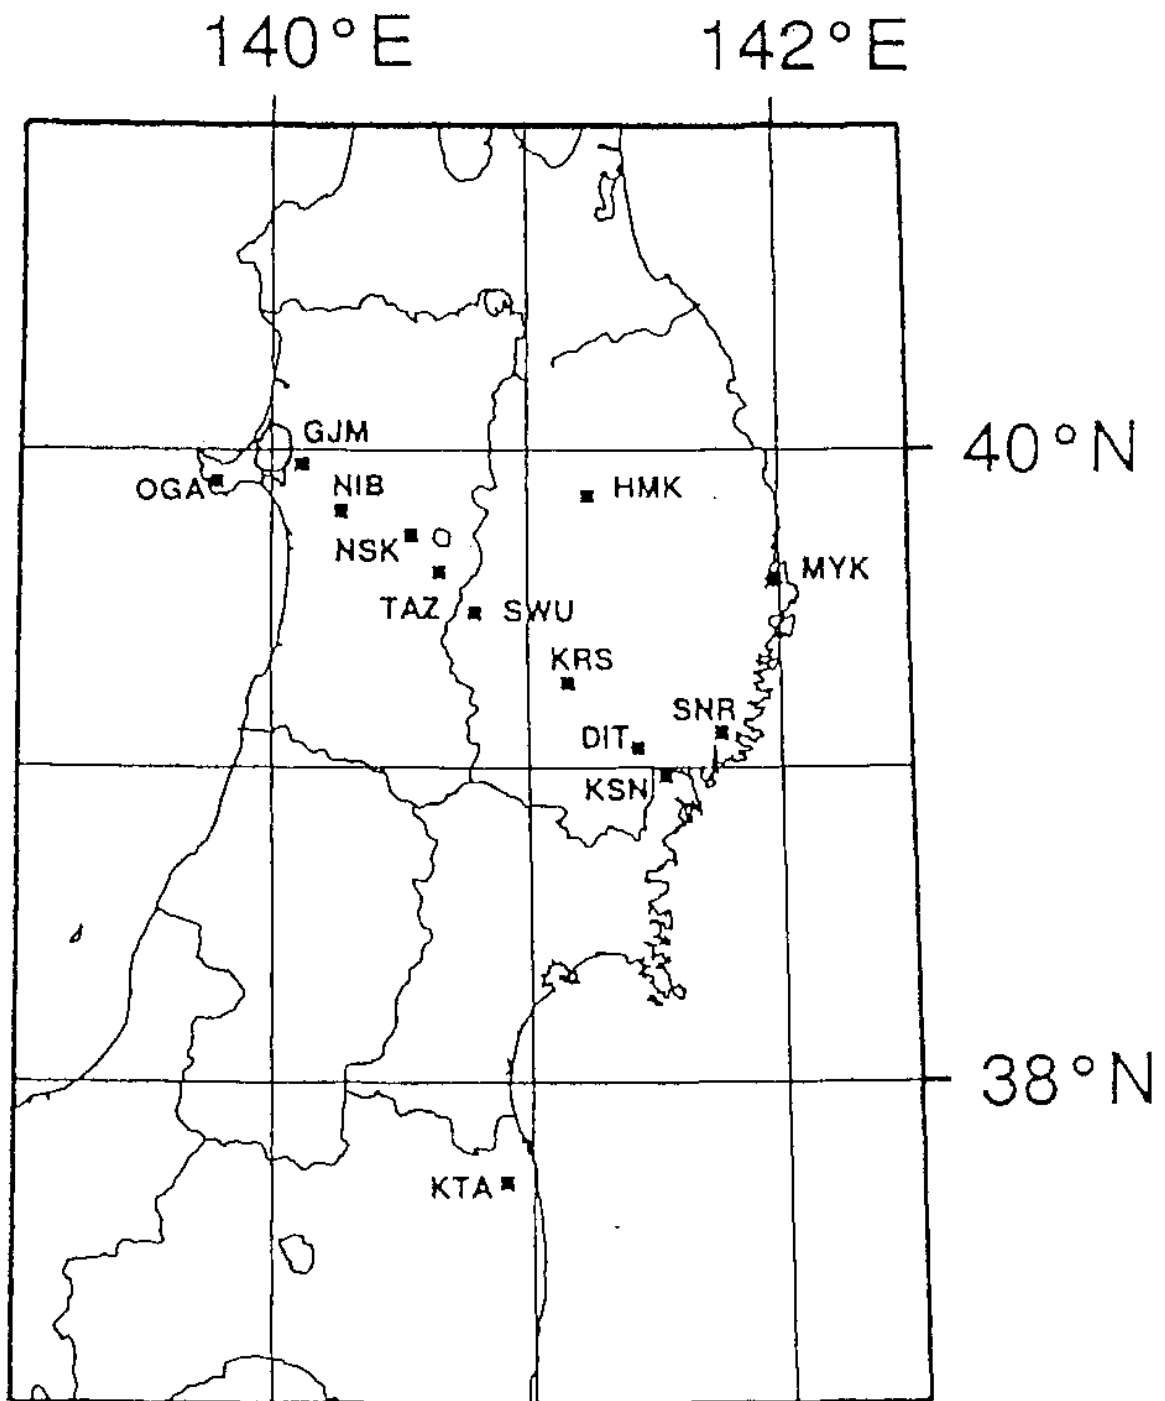 140°E 142°E
GJM
40°N
OGA
NIB
HMK
NSK
MYK
TAZ
SWU
KRS
SNR
DIT
KSN
38°N
KTA